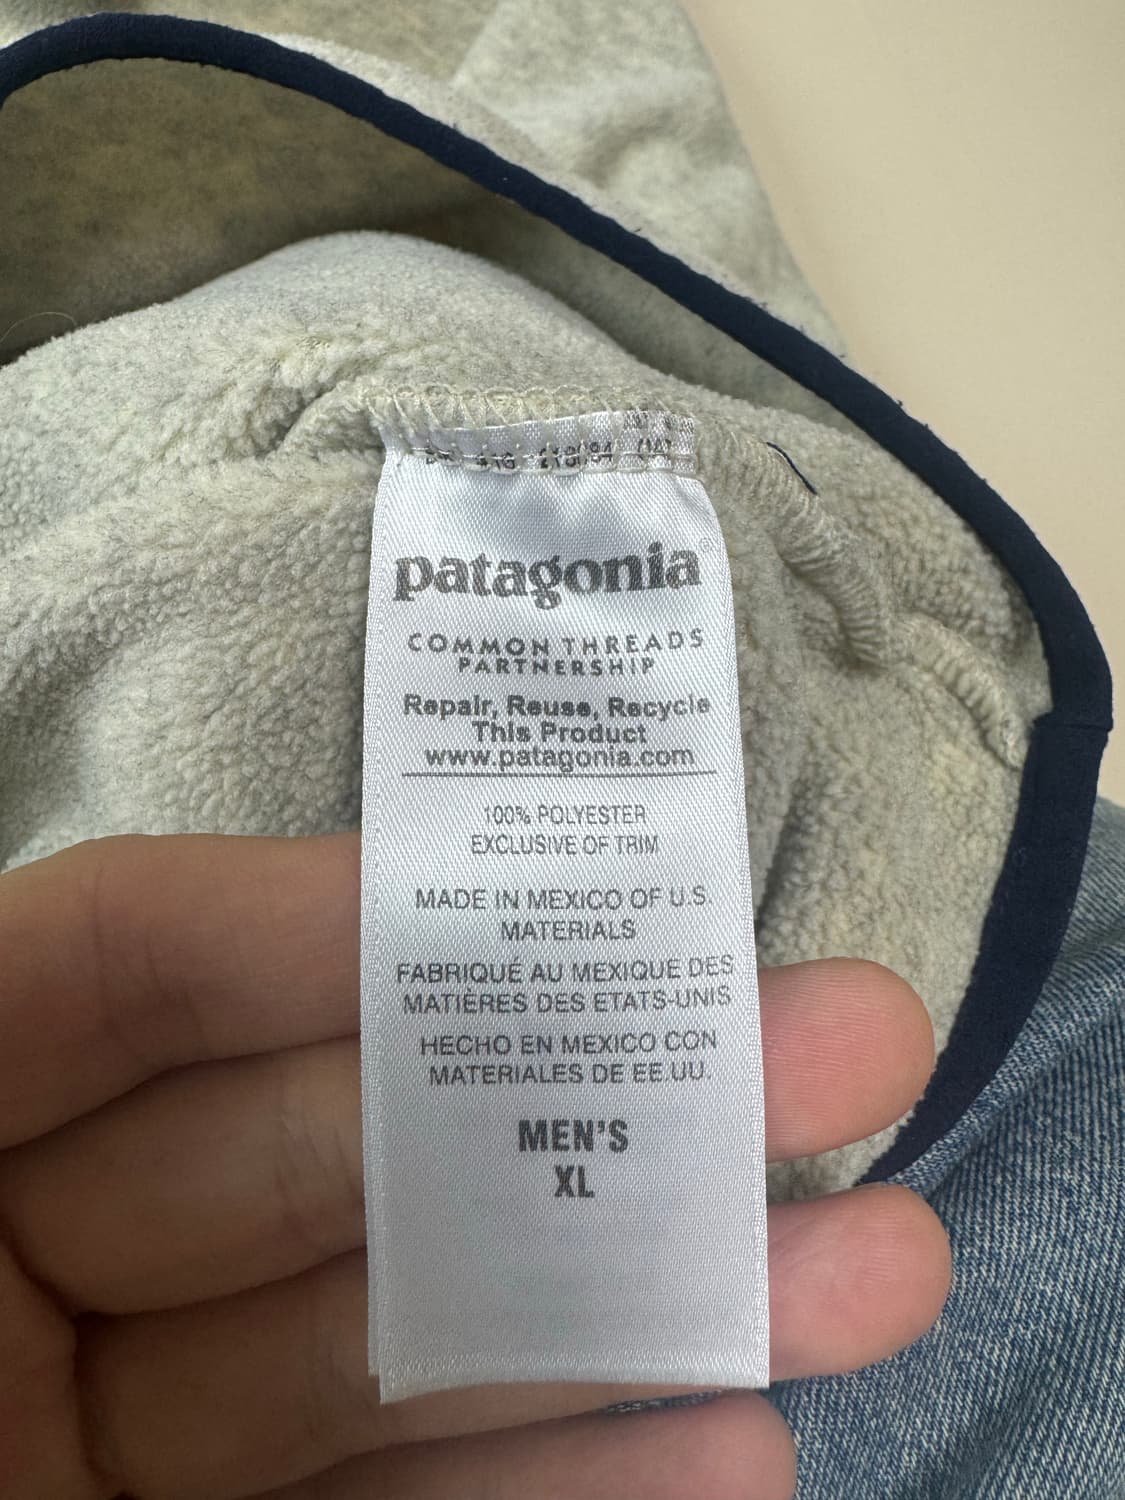 patagonia®
COMMON THREADS
PARTNERSHIP
Repair, Reuse, Recycle
This Product
www.patagonia.com
100% POLYESTER
EXCLUSIVE OF TRIM
MADE IN MEXICO OF U.S.
MATERIALS
FABRIQUÉ AU MEXIQUE DES
MATIÈRES DES ETATS-UNIS
HECHO EN MEXICO CON
MATERIALES DE EE.UU.
MEN'S
XL